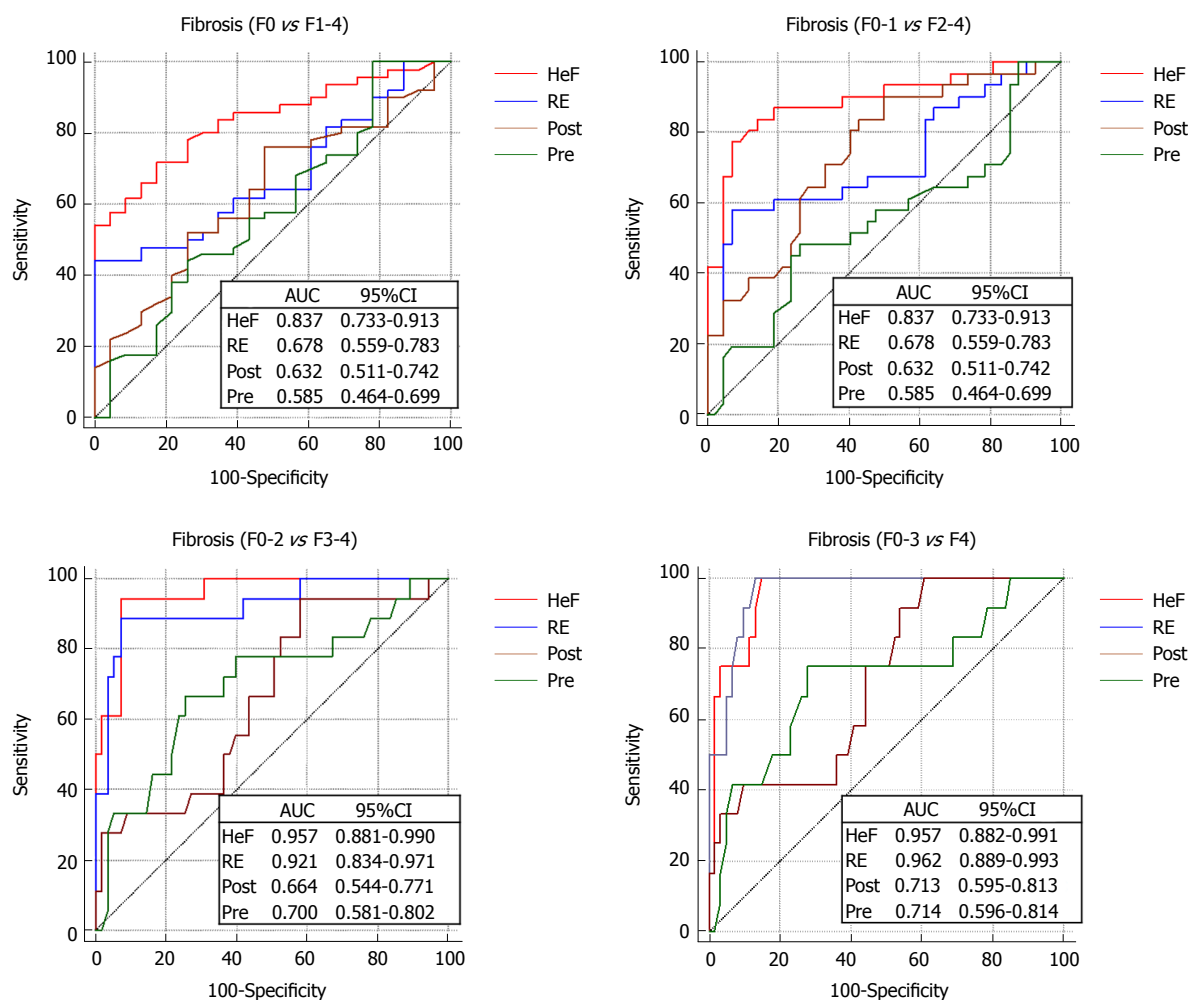 Fibrosis (F0 vs F1-4)
100
80
60
40
20
0
Sensitivity
0 20 40 60 80 100
100-Specificity
HeF
RE
Post
Pre
AUC 95%CI
HeF 0.837 0.733-0.913
RE 0.678 0.559-0.783
Post 0.632 0.511-0.742
Pre 0.585 0.464-0.699
Fibrosis (F0-1 vs F2-4)
100
80
60
40
20
0
Sensitivity
0 20 40 60 80 100
100-Specificity
HeF
RE
Post
Pre
AUC 95%CI
HeF 0.837 0.733-0.913
RE 0.678 0.559-0.783
Post 0.632 0.511-0.742
Pre 0.585 0.464-0.699
Fibrosis (F0-2 vs F3-4)
100
80
60
40
20
0
Sensitivity
0 20 40 60 80 100
100-Specificity
HeF
RE
Post
Pre
AUC 95%CI
HeF 0.957 0.881-0.990
RE 0.921 0.834-0.971
Post 0.664 0.544-0.771
Pre 0.700 0.581-0.802
Fibrosis (F0-3 vs F4)
100
80
60
40
20
0
Sensitivity
0 20 40 60 80 100
100-Specificity
HeF
RE
Post
Pre
AUC 95%CI
HeF 0.957 0.882-0.991
RE 0.962 0.889-0.993
Post 0.713 0.595-0.813
Pre 0.714 0.596-0.814